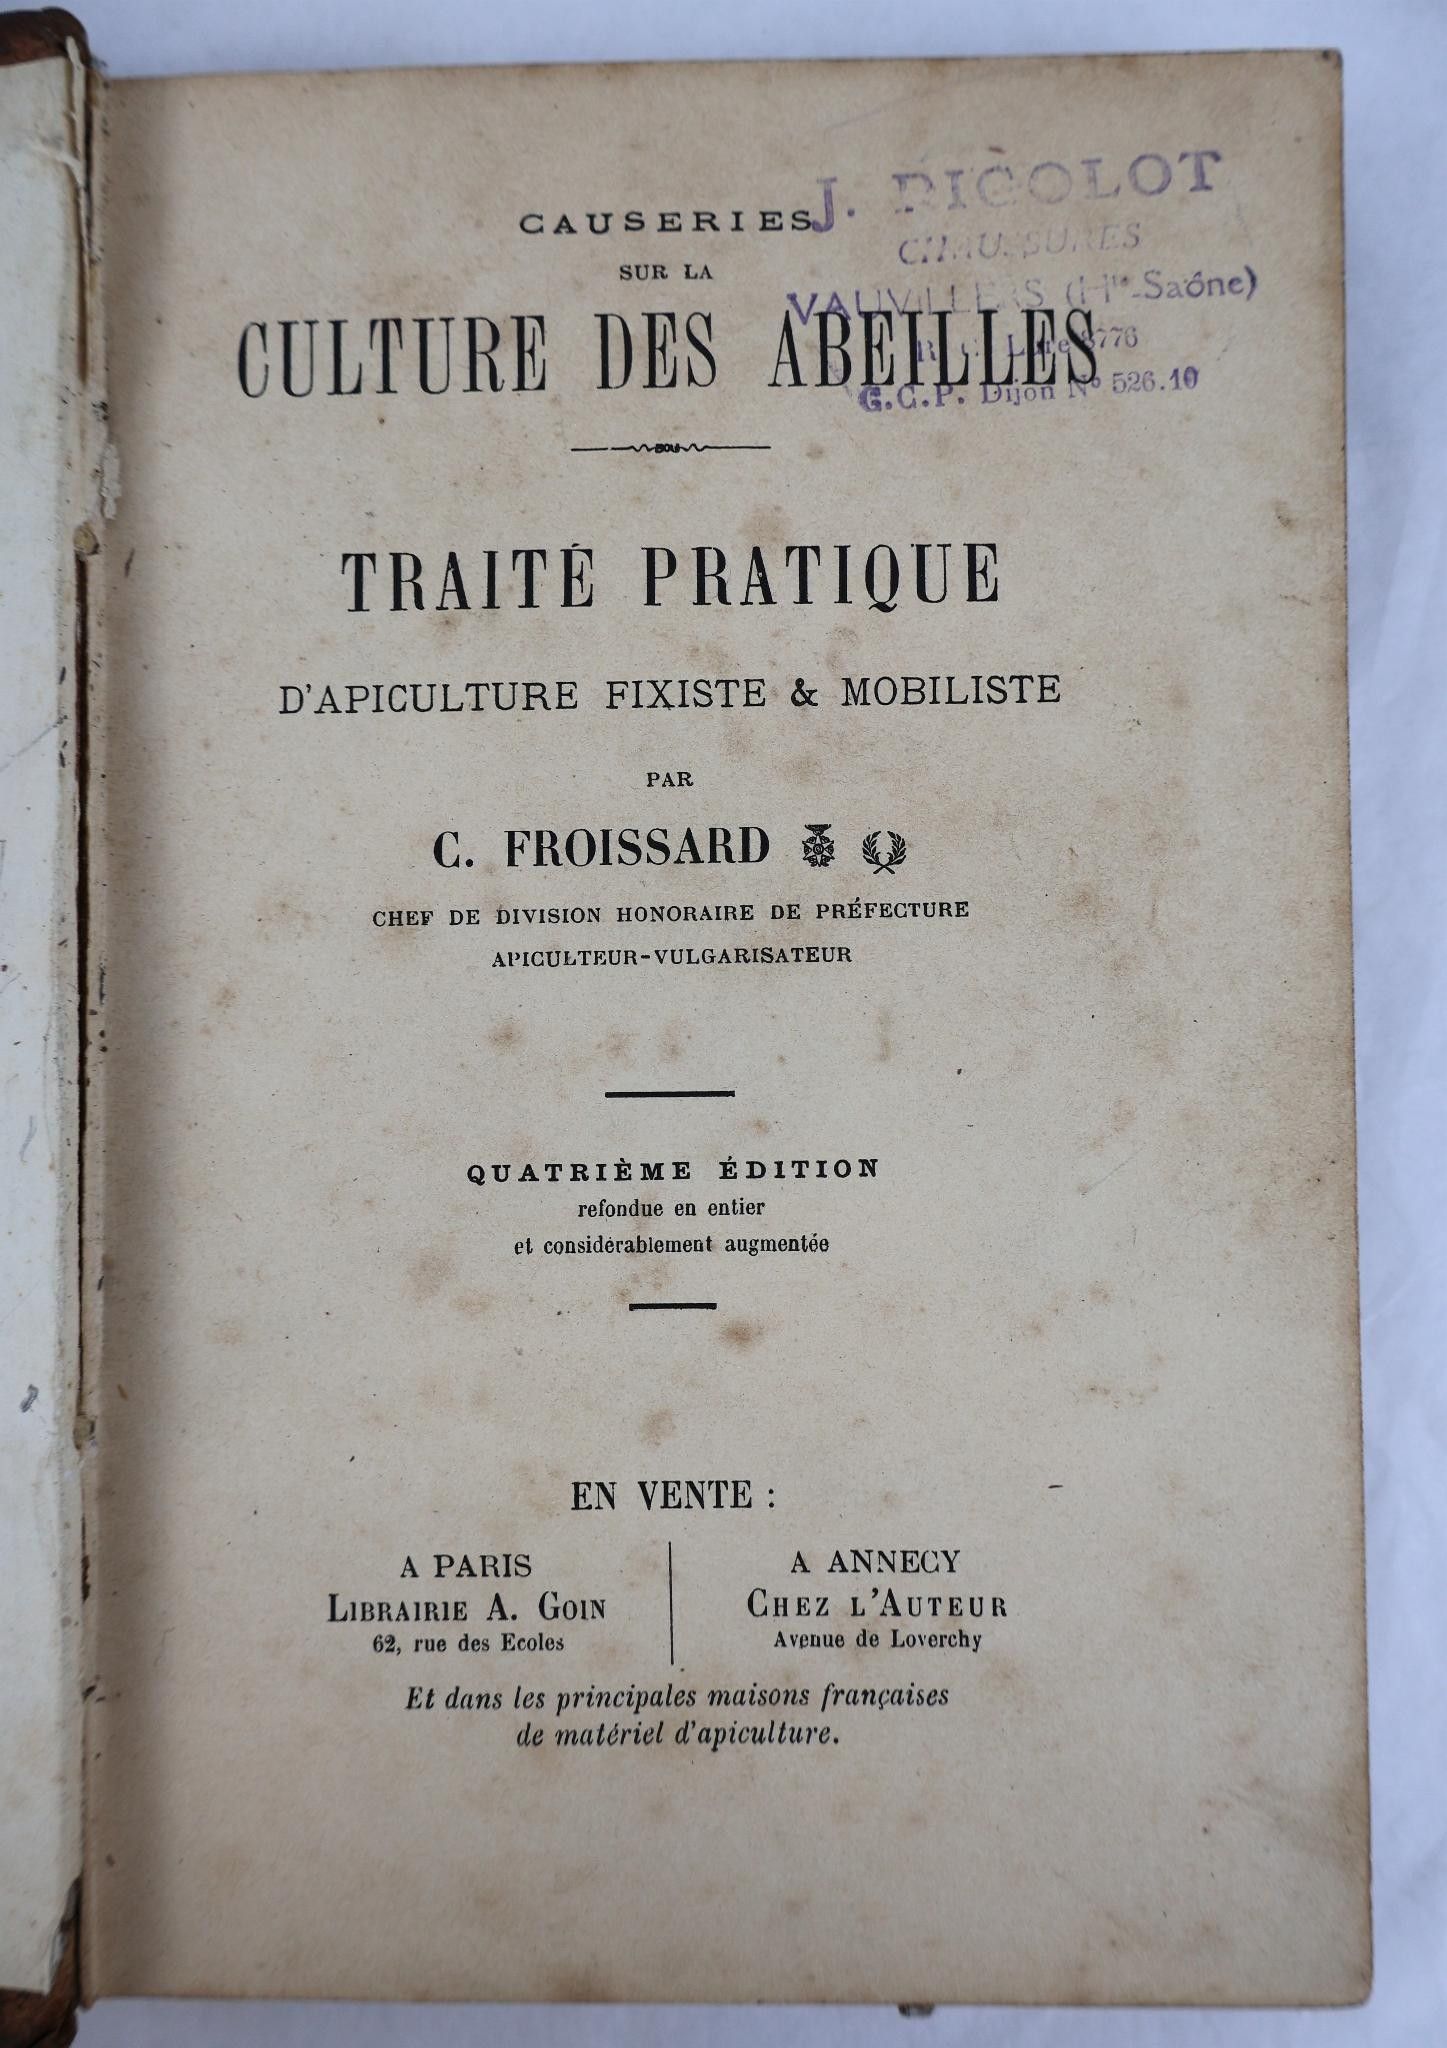 CAUSERIES
SUR LA
CULTURE DES ABEILLES
J. PIGOLOT
CHAUSSURES
VAUVILLERS (Hte-Saône)
8776
C.C.P. Dijon N° 526.10
TRAITÉ PRATIQUE
D'APICULTURE FIXISTE & MOBILISTE
PAR
C. FROISSARD
CHEF DE DIVISION HONORAIRE DE PRÉFECTURE
APICULTEUR-VULGARISATEUR
QUATRIÈME ÉDITION
refondue en entier
et considérablement augmentée
EN VENTE :
A PARIS
LIBRAIRIE A. GOIN
62, rue des Ecoles
A ANNECY
CHEZ L'AUTEUR
Avenue de Loverchy
Et dans les principales maisons françaises
de matériel d'apiculture.